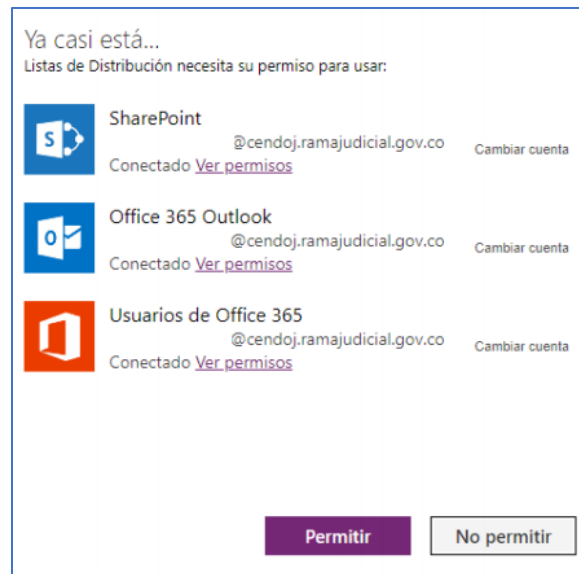 Ya casi está...
Listas de Distribución necesita su permiso para usar:
S
SharePoint
@cendoj.ramajudicial.gov.co
Cambiar cuenta
Conectado Ver permisos
o
Office 365 Outlook
@cendoj.ramajudicial.gov.co
Cambiar cuenta
Conectado Ver permisos
Usuarios de Office 365
@cendoj.ramajudicial.gov.co
Cambiar cuenta
Conectado Ver permisos
Permitir
No permitir